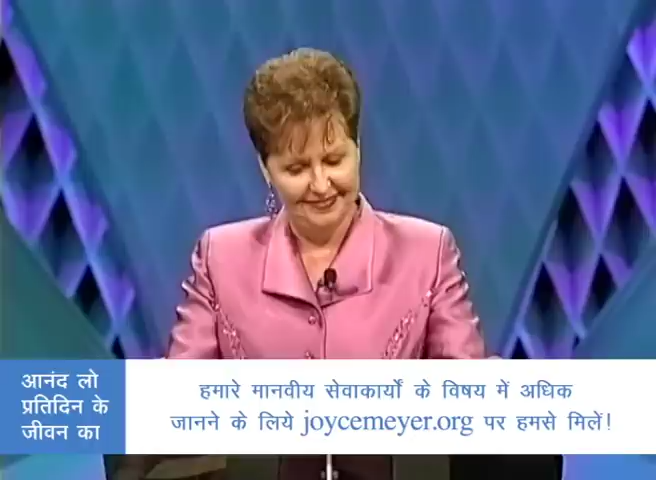 आनंद लो
प्रतिदिन के
जीवन का
हमारे मानवीय सेवाकार्यों के विषय में अधिक
जानने के लिये joycemeyer.org पर हमसे मिलें!